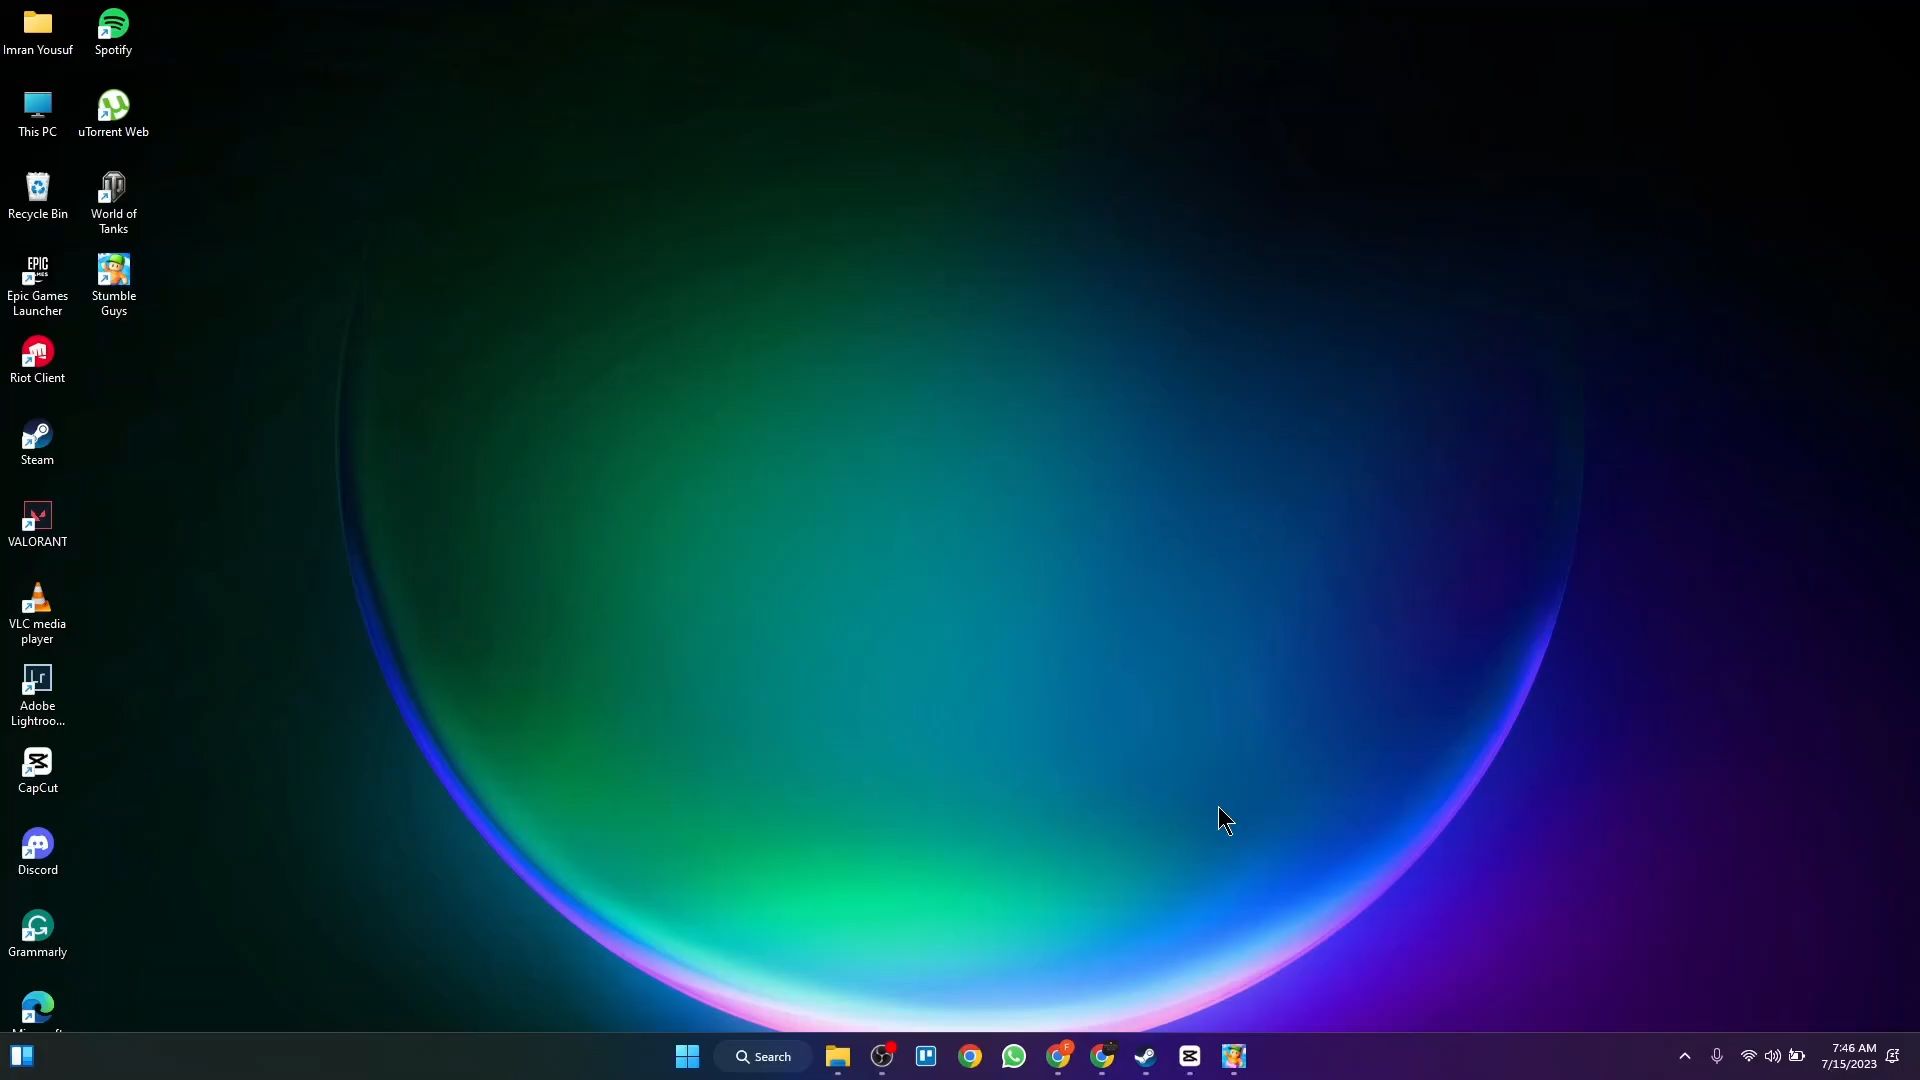 Imran Yousuf
Spotify
This PC
uTorrent Web
Recycle Bin
World of
Tanks
EPIC
GAMES
Epic Games
Launcher
Stumble
Guys
Riot Client
Steam
VALORANT
VLC media
player
Lr
Adobe
Lightroo...
CapCut
Discord
Grammarly
Search
F
7:46 AM
7/15/2023